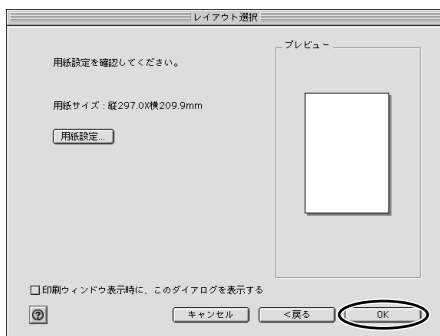 レイアウト選択
プレビュー
用紙設定を確認してください。
用紙サイズ：縦297.0X横209.9mm
用紙設定...
印刷ウィンドウ表示時に、このダイアログを表示する
?
キャンセル
<戻る
OK